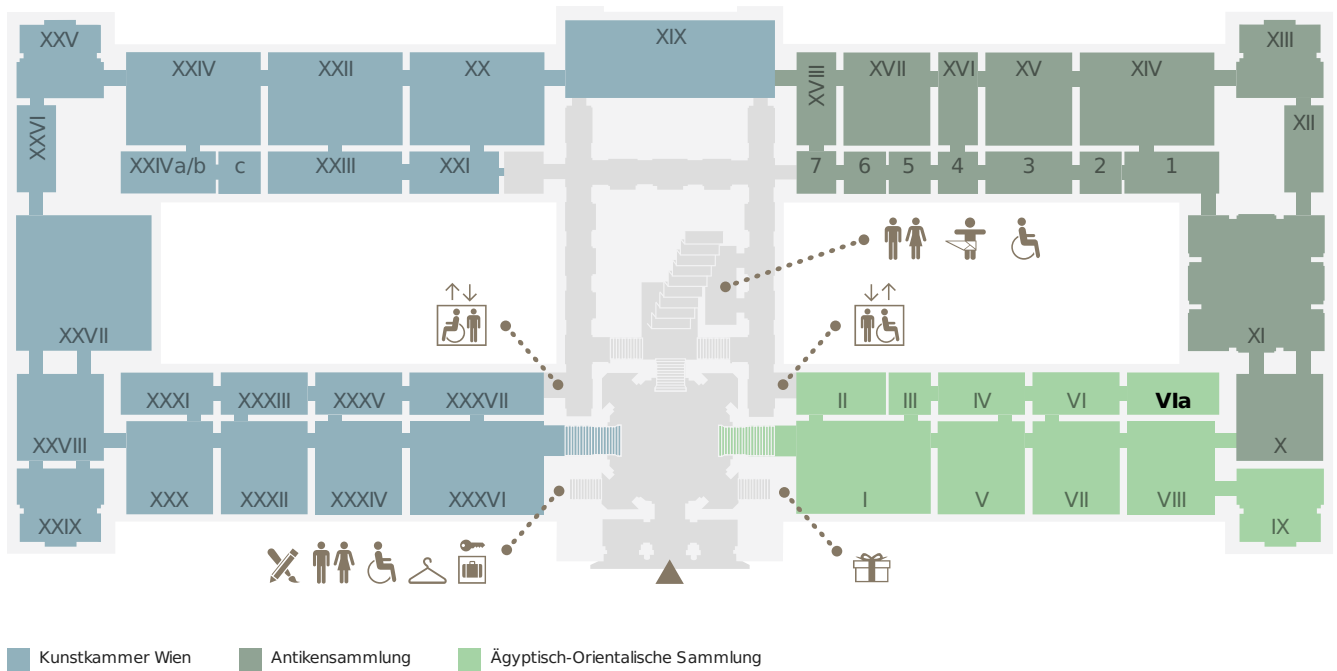 XXV
XIX
XIII
XXIV
XXII
XX
XVIII
XVII
XVI
XV
XIV
XXVI
XII
XXIVa/b
c
XXIII
XXI
7
6
5
4
3
2
1
XXVII
XI
XXXI
XXXIII
XXXV
XXXVII
II
III
IV
VI
VIa
XXVIII
X
XXX
XXXII
XXXIV
XXXVI
I
V
VII
VIII
XXIX
IX
Kunstkammer Wien
Antikensammlung
Ägyptisch-Orientalische Sammlung